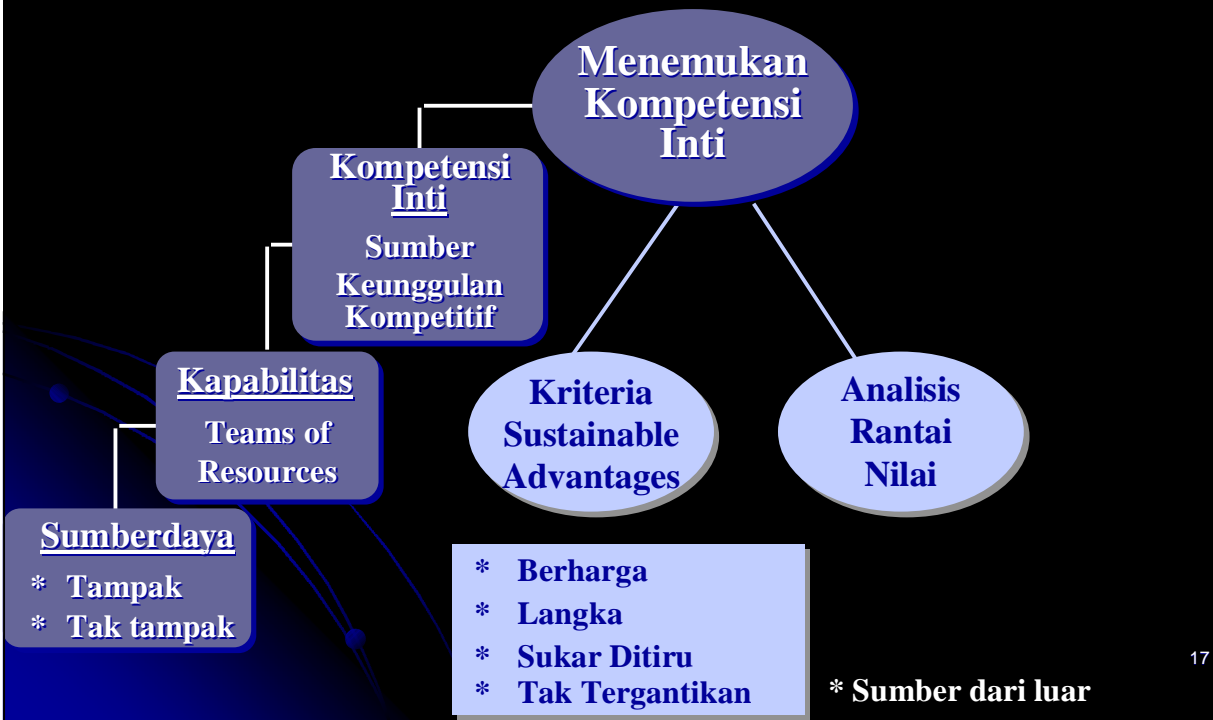 Menemukan
Kompetensi
Inti
Kompetensi
Inti
Sumber
Keunggulan
Kompetitif
Kapabilitas
Teams of
Resources
Sumberdaya
* Tampak
* Tak tampak
Kriteria
Sustainable
Advantages
Analisis
Rantai
Nilai
* Berharga
* Langka
* Sukar Ditiru
* Tak Tergantikan
* Sumber dari luar
17